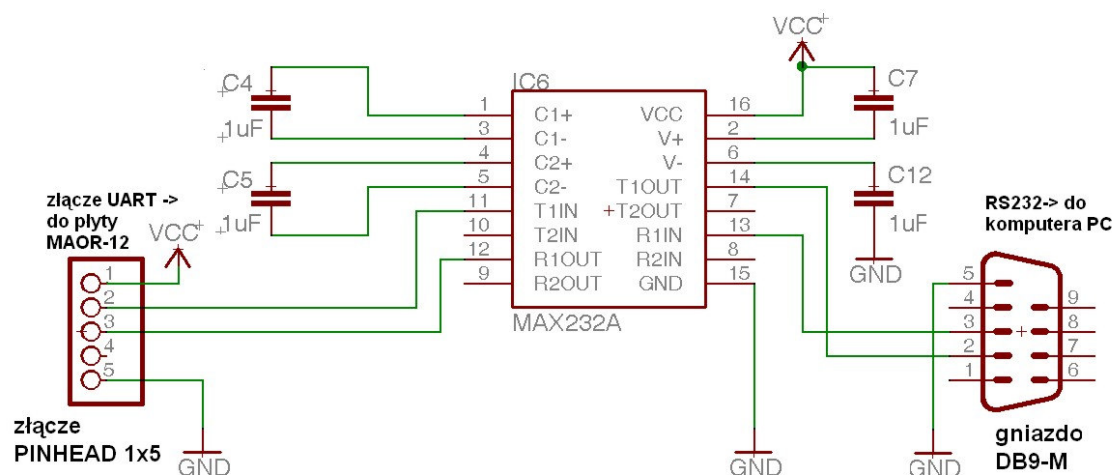 VCC+
C4
1uF
C5
1uF
IC6
1 C1+ VCC 16
3 C1- V+ 2
4 C2+ V- 6
5 C2- T1OUT 14
11 T1IN +T2OUT 7
10 T2IN R1IN 13
12 R1OUT R2IN 8
9 R2OUT GND 15
MAX232A
C7
1uF
C12
1uF
GND
złącze UART ->
do płyty
MAOR-12
VCC+
1
2
3
4
5
złącze
PINHEAD 1x5
GND
GND
RS232-> do
komputera PC
5
4
3
2
1
9
8
7
6
GND
gniazdo
DB9-M